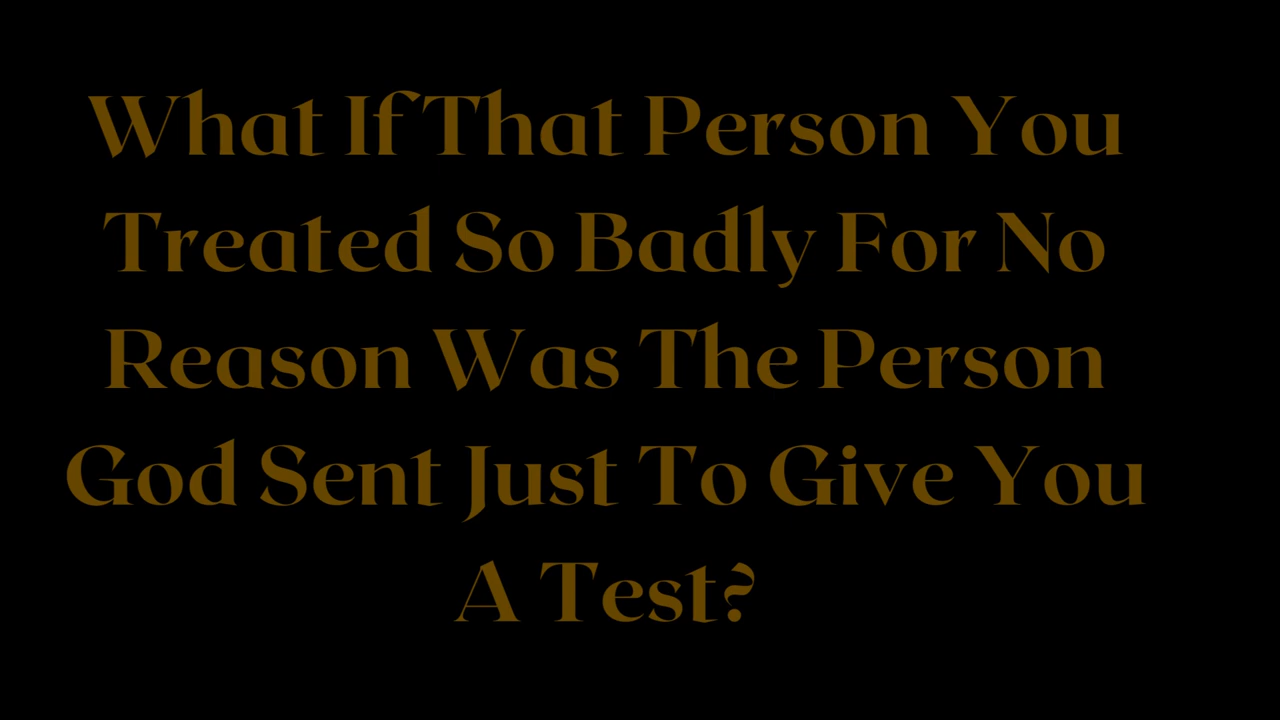 What If That Person You
Treated So Badly For No
Reason Was The Person
God Sent Just To Give You
A Test?